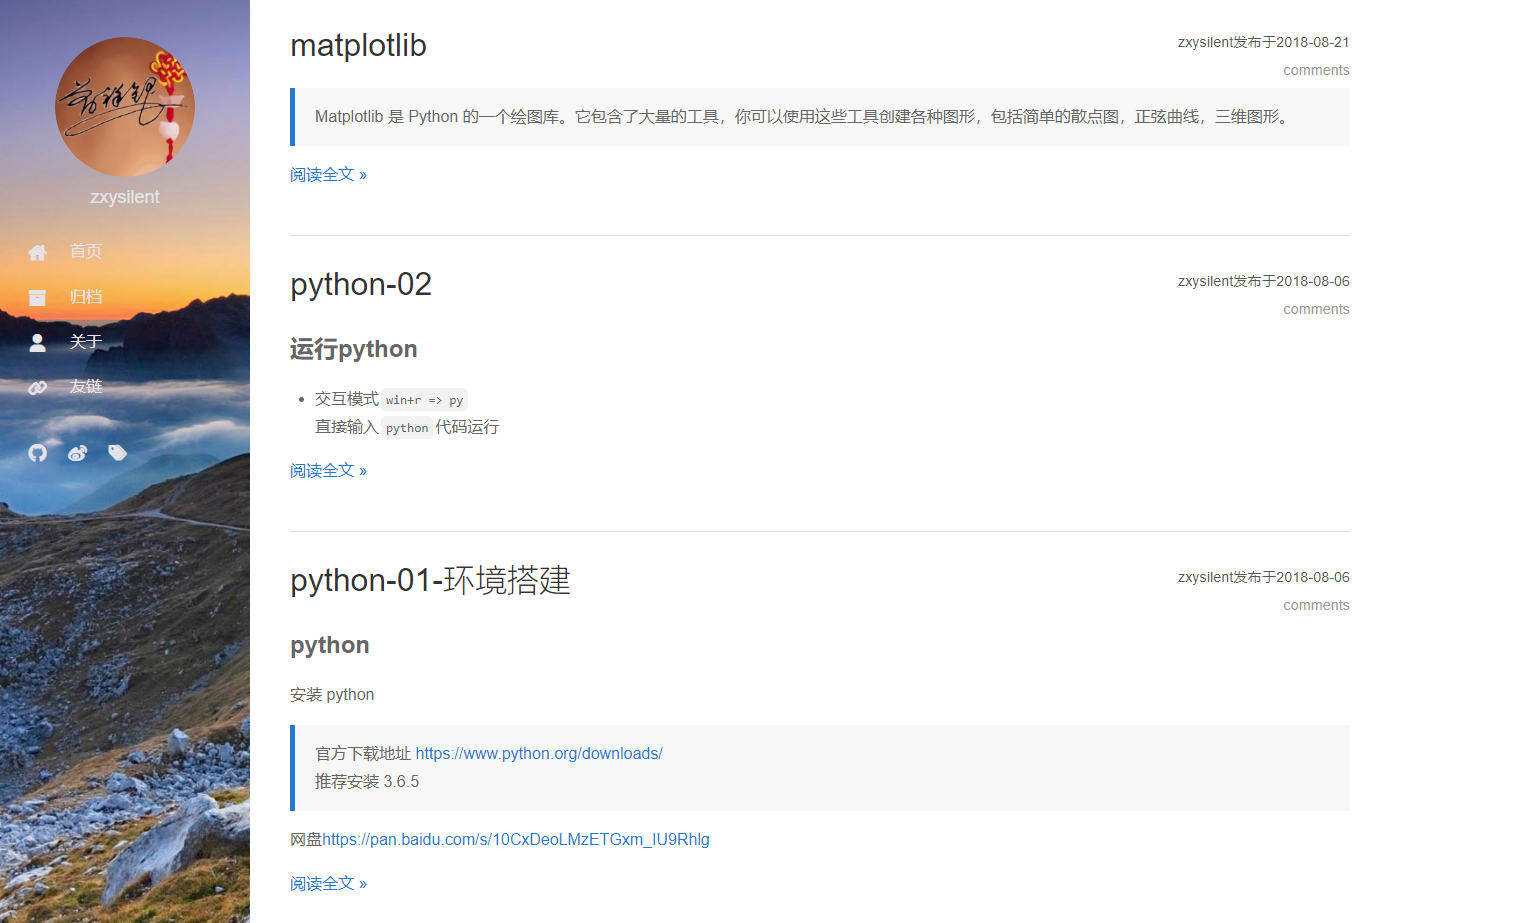 zxysilent
首页
归档
关于
友链
matplotlib
zxysilent发布于2018-08-21
comments
Matplotlib 是 Python 的一个绘图库。它包含了大量的工具，你可以使用这些工具创建各种图形，包括简单的散点图，正弦曲线，三维图形。
阅读全文 »
python-02
zxysilent发布于2018-08-06
comments
运行python
• 交互模式 win+r => py
直接输入 python 代码运行
阅读全文 »
python-01-环境搭建
zxysilent发布于2018-08-06
comments
python
安装 python
官方下载地址 https://www.python.org/downloads/
推荐安装 3.6.5
网盘https://pan.baidu.com/s/10CxDeoLMzETGxm_IU9Rhlg
阅读全文 »